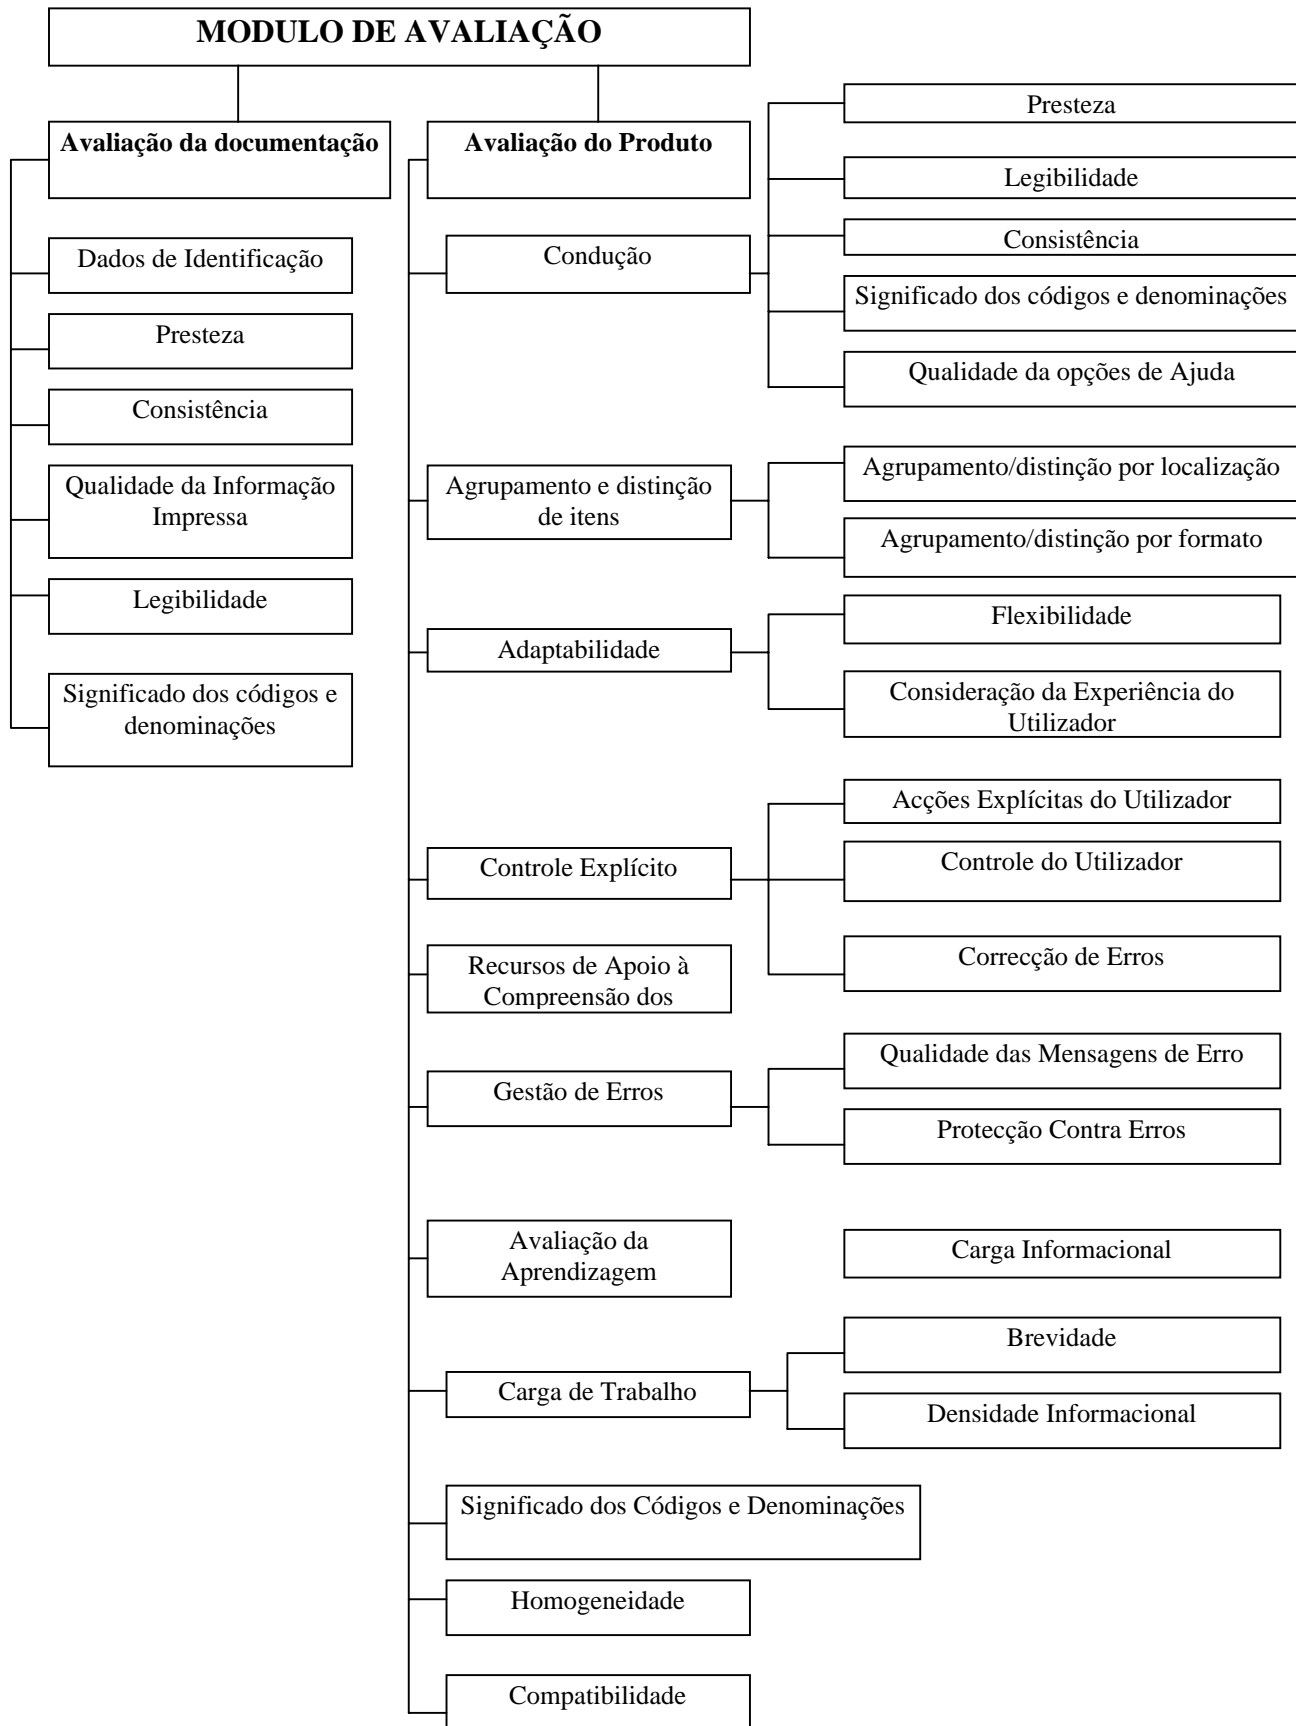 MODULO DE AVALIAÇÃO
Avaliação da documentação
Dados de Identificação
Presteza
Consistência
Qualidade da Informação
Impressa
Legibilidade
Significado dos códigos e
denominações
Avaliação do Produto
Condução
Presteza
Legibilidade
Consistência
Significado dos códigos e denominações
Qualidade da opções de Ajuda
Agrupamento e distinção
de itens
Agrupamento/distinção por localização
Agrupamento/distinção por formato
Adaptabilidade
Flexibilidade
Consideração da Experiência do
Utilizador
Controle Explícito
Acções Explícitas do Utilizador
Controle do Utilizador
Correcção de Erros
Recursos de Apoio à
Compreensão dos
Gestão de Erros
Qualidade das Mensagens de Erro
Protecção Contra Erros
Avaliação da
Aprendizagem
Carga Informacional
Carga de Trabalho
Brevidade
Densidade Informacional
Significado dos Códigos e Denominações
Homogeneidade
Compatibilidade